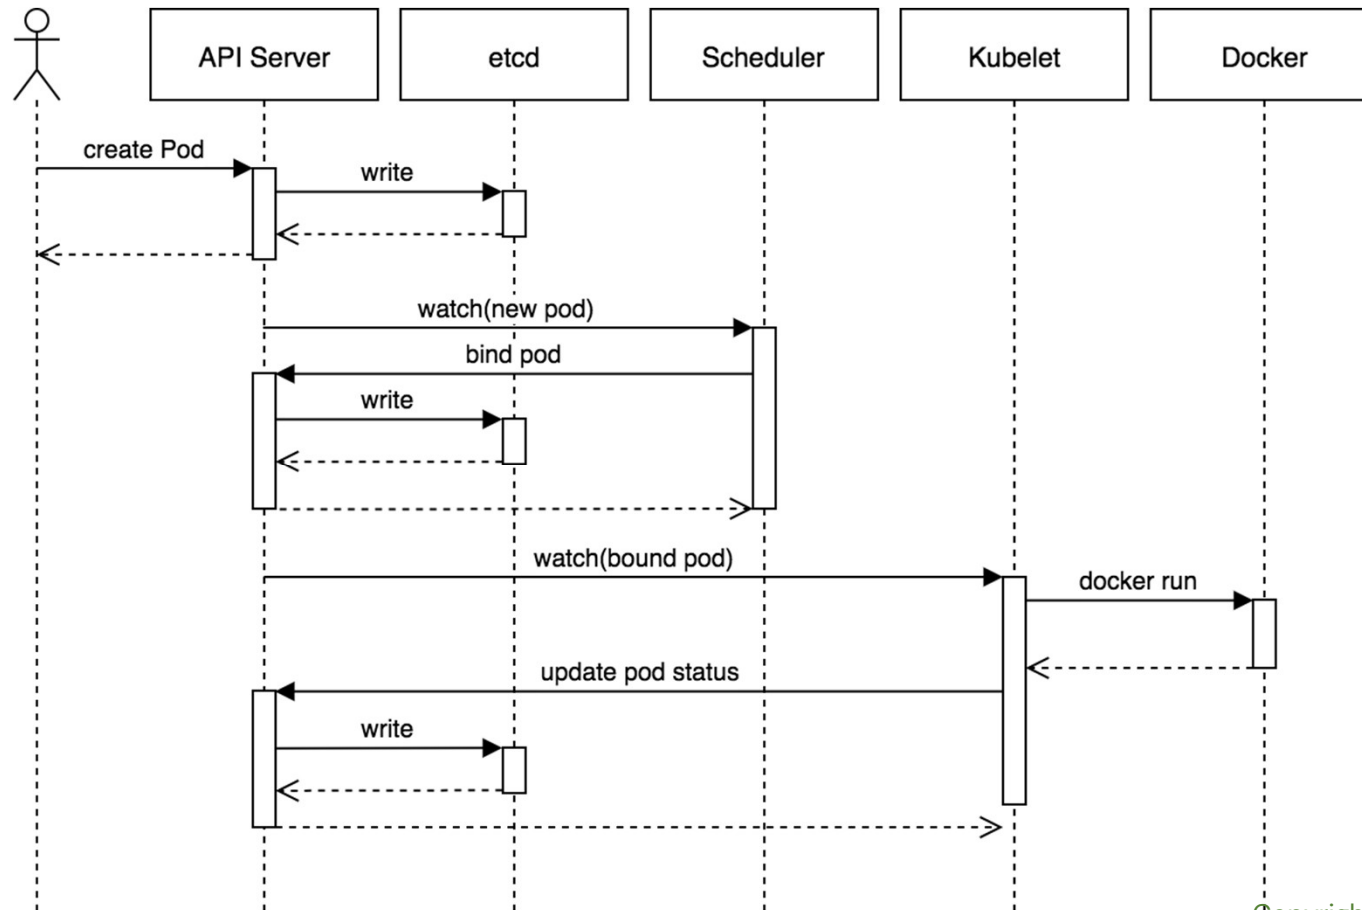 API Server
etcd
Scheduler
Kubelet
Docker
create Pod
write
watch(new pod)
bind pod
write
watch(bound pod)
docker run
update pod status
write